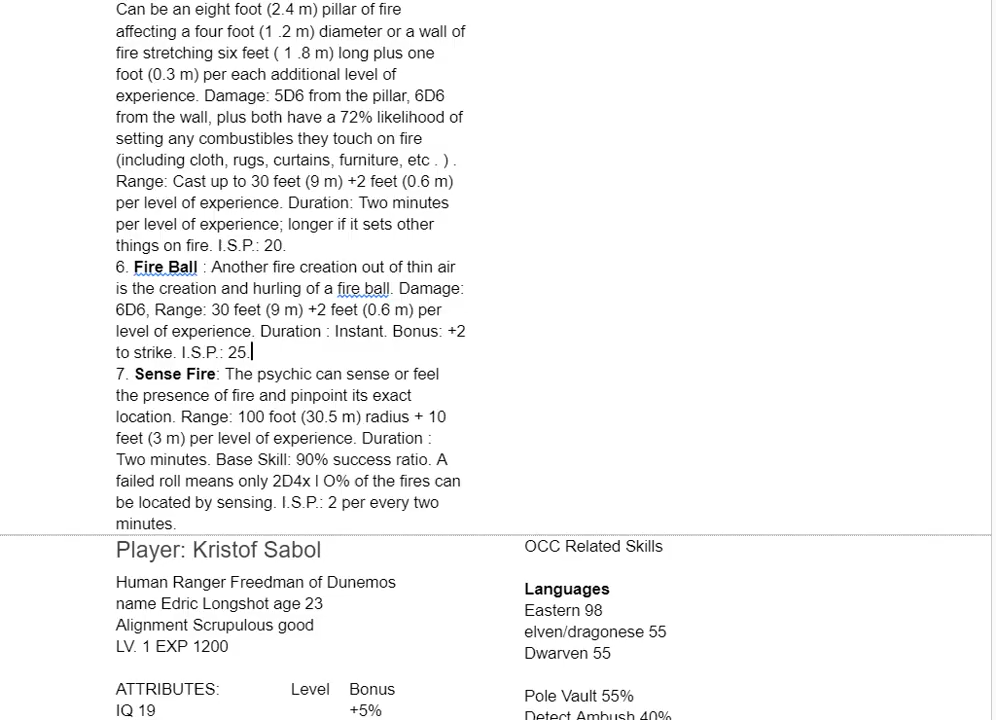 Can be an eight foot (2.4 m) pillar of fire
affecting a four foot (1 .2 m) diameter or a wall of
fire stretching six feet ( 1 .8 m) long plus one
foot (0.3 m) per each additional level of
experience. Damage: 5D6 from the pillar, 6D6
from the wall, plus both have a 72% likelihood of
setting any combustibles they touch on fire
(including cloth, rugs, curtains, furniture, etc . ) .
Range: Cast up to 30 feet (9 m) +2 feet (0.6 m)
per level of experience. Duration: Two minutes
per level of experience; longer if it sets other
things on fire. I.S.P.: 20.
6. Fire Ball : Another fire creation out of thin air
is the creation and hurling of a fire ball. Damage:
6D6, Range: 30 feet (9 m) +2 feet (0.6 m) per
level of experience. Duration : Instant. Bonus: +2
to strike. I.S.P.: 25.
7. Sense Fire: The psychic can sense or feel
the presence of fire and pinpoint its exact
location. Range: 100 foot (30.5 m) radius + 10
feet (3 m) per level of experience. Duration :
Two minutes. Base Skill: 90% success ratio. A
failed roll means only 2D4x l O% of the fires can
be located by sensing. I.S.P.: 2 per every two
minutes.
Player: Kristof Sabol
Human Ranger Freedman of Dunemos
name Edric Longshot age 23
Alignment Scrupulous good
LV. 1 EXP 1200
ATTRIBUTES: Level Bonus
IQ 19 +5%
OCC Related Skills
Languages
Eastern 98
elven/dragonese 55
Dwarven 55
Pole Vault 55%
Detect Ambush 40%